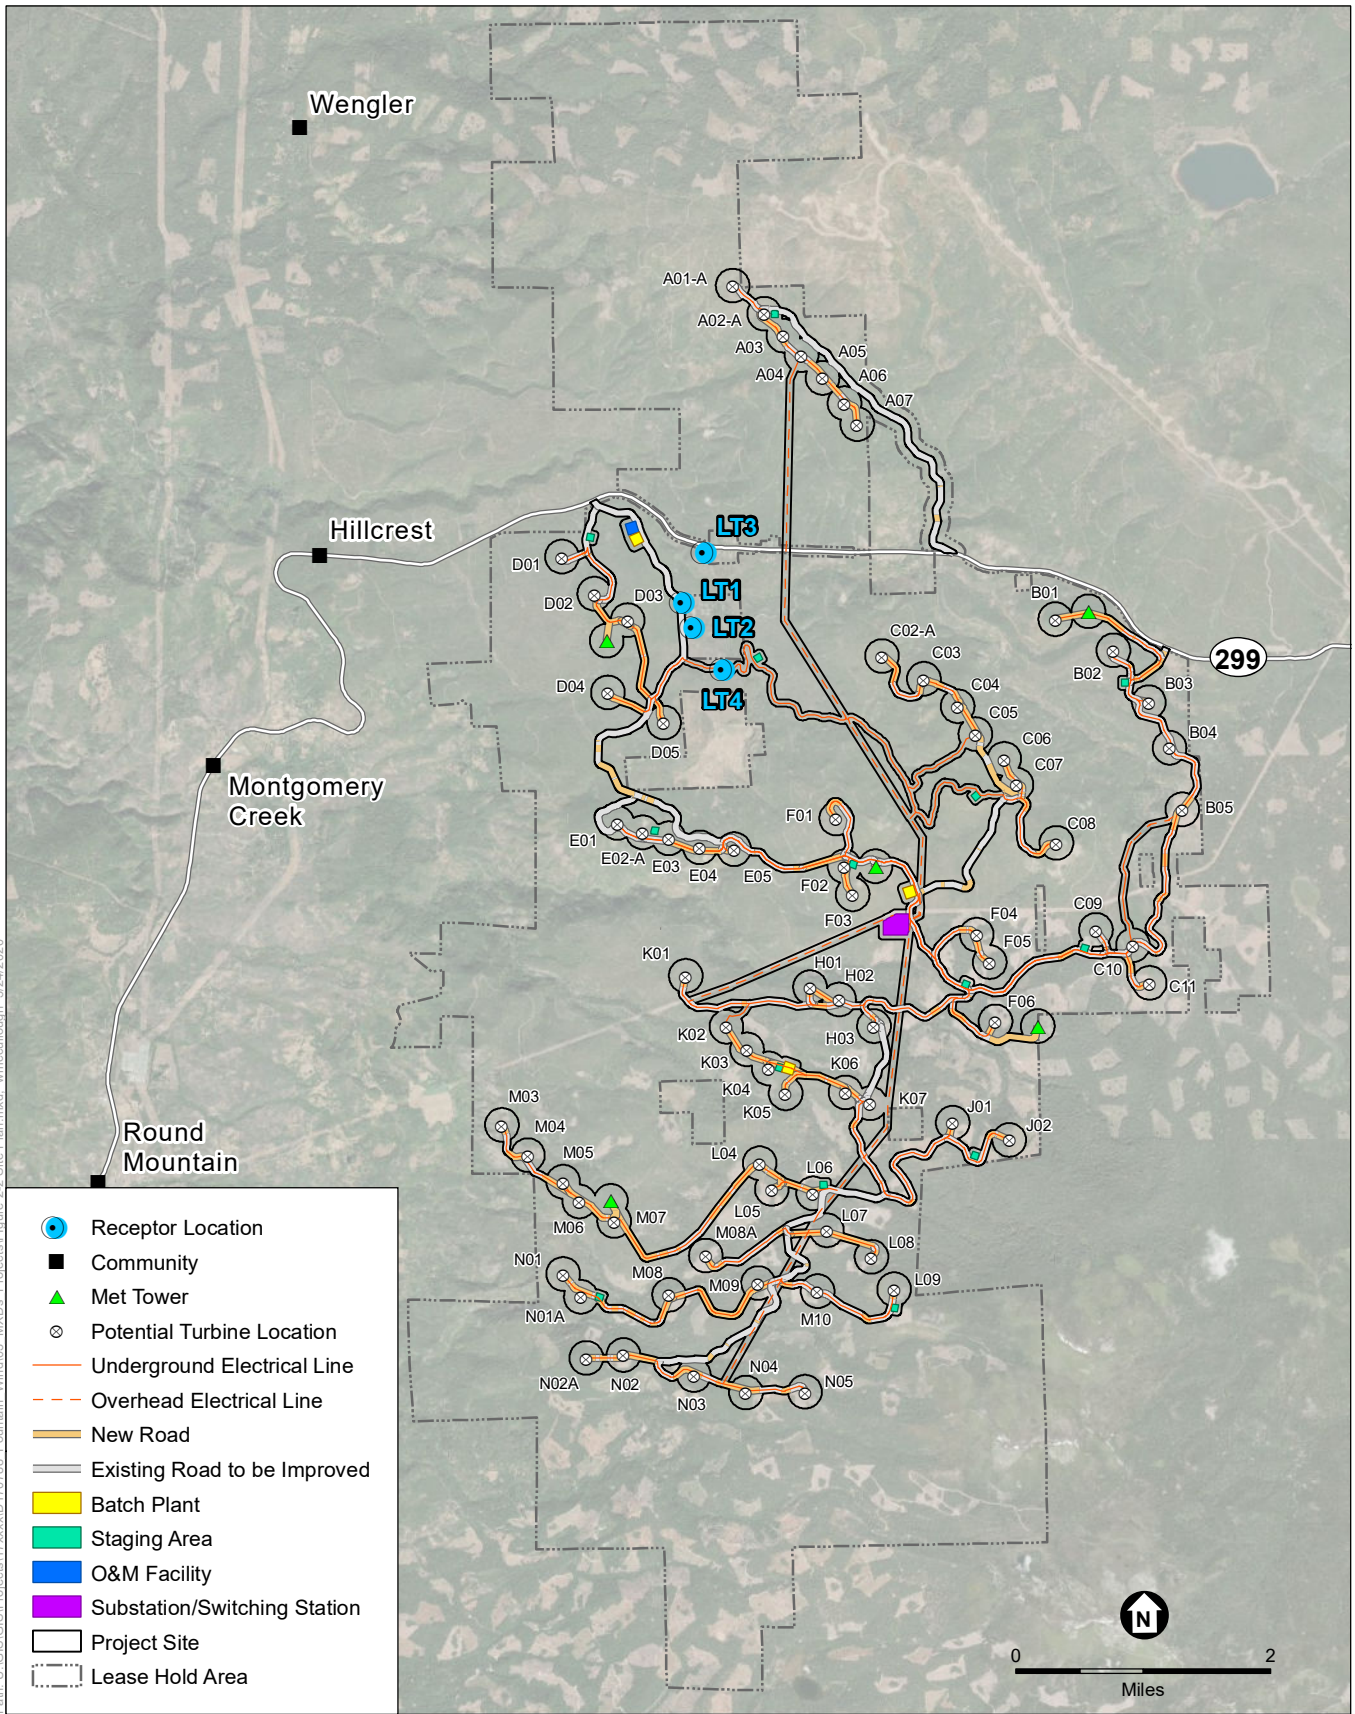 Wengler
A01-A
A02-A
A03
A05
A04
A06
A07
LT3
Hillcrest
D01
LT1
D02
D03
B01
LT2
C02-A
299
C03
B02
B03
D04
LT4
C04
C05
D05
B04
C06
C07
Montgomery
Creek
B05
F01
E01
C08
E02-A
E03
E04
E05
F02
F03
C09
F04
F05
K01
H01
H02
C10
C11
F06
K02
H03
K03
K06
K04
K05
K07
M03
J01
J02
Round
Mountain
M04
M05
L04
L06
L05
M06
M07
L07
M08A
L08
N01
M08
M09
L09
N01A
M10
N02A
N02
N04
N05
N03
Receptor Location
Community
Met Tower
Potential Turbine Location
Underground Electrical Line
Overhead Electrical Line
New Road
Existing Road to be Improved
Batch Plant
Staging Area
O&M Facility
Substation/Switching Station
Project Site
Lease Hold Area
N
0 2
Miles